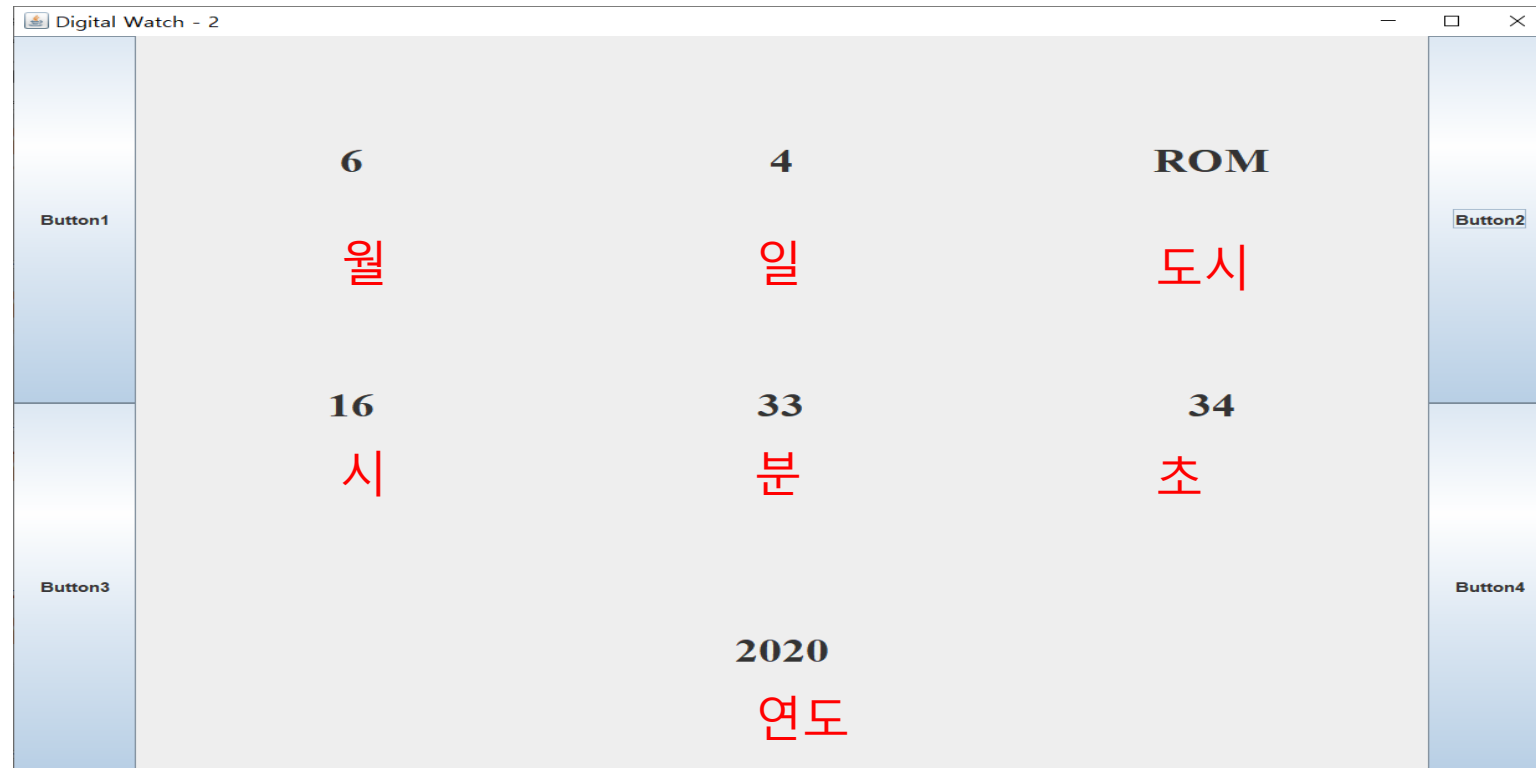 Digital Watch - 2
6 4 ROM
Button1 Button2
월 일 도시
16 33 34
시 분 초
Button3 Button4
2020
연도